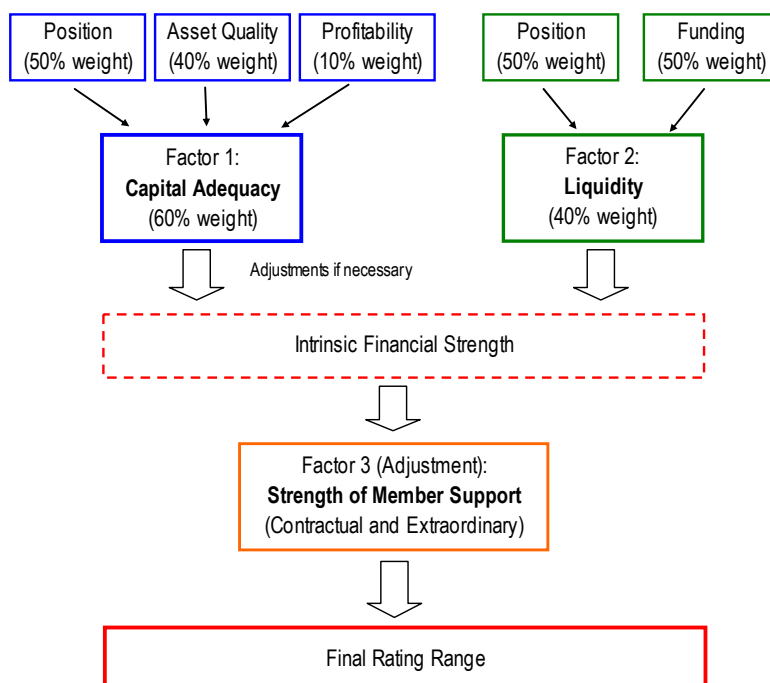 Position
(50% weight)
Asset Quality
(40% weight)
Profitability
(10% weight)
Position
(50% weight)
Funding
(50% weight)
Factor 1:
Capital Adequacy
(60% weight)
Factor 2:
Liquidity
(40% weight)
Adjustments if necessary
Intrinsic Financial Strength
Factor 3 (Adjustment):
Strength of Member Support
(Contractual and Extraordinary)
Final Rating Range